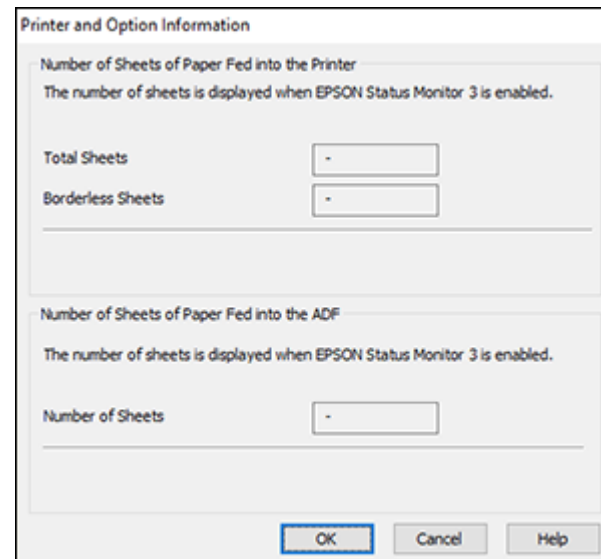 Printer and Option Information
Number of Sheets of Paper Fed into the Printer
The number of sheets is displayed when EPSON Status Monitor 3 is enabled.
Total Sheets -
Borderless Sheets -
Number of Sheets of Paper Fed into the ADF
The number of sheets is displayed when EPSON Status Monitor 3 is enabled.
Number of Sheets -
OK Cancel Help